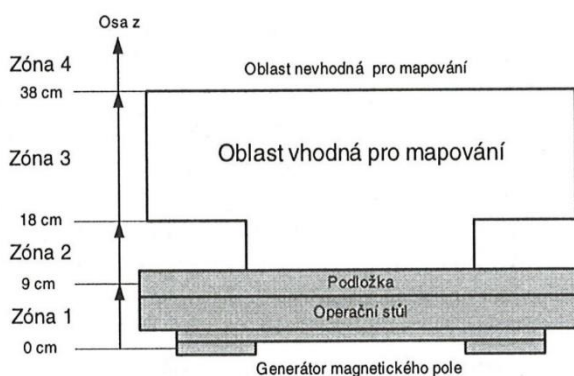 Osa z
Zóna 4
Oblast nevhodná pro mapování
38 cm
Zóna 3
Oblast vhodná pro mapování
18 cm
Zóna 2
9 cm
Podložka
Zóna 1
Operační stůl
0 cm
Generátor magnetického pole